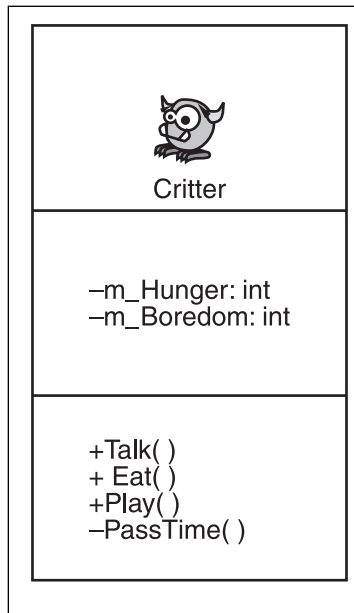 Critter
–m_Hunger: int
–m_Boredom: int
+Talk( )
+ Eat( )
+Play( )
–PassTime( )